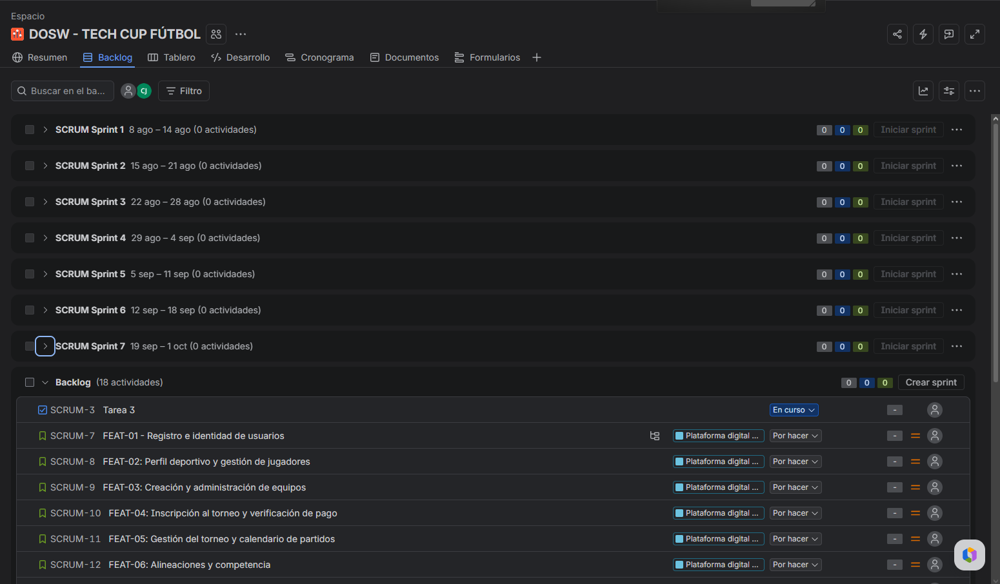 Espacio
DOSW - TECH CUP FÚTBOL
Resumen Backlog Tablero Desarrollo Cronograma Documentos Formularios
Buscar en el ba... CJ Filtro
SCRUM Sprint 1 8 ago – 14 ago (0 actividades) 0 0 0 Iniciar sprint
SCRUM Sprint 2 15 ago – 21 ago (0 actividades) 0 0 0 Iniciar sprint
SCRUM Sprint 3 22 ago – 28 ago (0 actividades) 0 0 0 Iniciar sprint
SCRUM Sprint 4 29 ago – 4 sep (0 actividades) 0 0 0 Iniciar sprint
SCRUM Sprint 5 5 sep – 11 sep (0 actividades) 0 0 0 Iniciar sprint
SCRUM Sprint 6 12 sep – 18 sep (0 actividades) 0 0 0 Iniciar sprint
SCRUM Sprint 7 19 sep – 1 oct (0 actividades) 0 0 0 Iniciar sprint
Backlog (18 actividades) 0 0 0 Crear sprint
SCRUM-3 Tarea 3 En curso -
SCRUM-7 FEAT-01 - Registro e identidad de usuarios Plataforma digital ... Por hacer -
SCRUM-8 FEAT-02: Perfil deportivo y gestión de jugadores Plataforma digital ... Por hacer -
SCRUM-9 FEAT-03: Creación y administración de equipos Plataforma digital ... Por hacer -
SCRUM-10 FEAT-04: Inscripción al torneo y verificación de pago Plataforma digital ... Por hacer -
SCRUM-11 FEAT-05: Gestión del torneo y calendario de partidos Plataforma digital ... Por hacer -
SCRUM-12 FEAT-06: Alineaciones y competencia Plataforma digital ... Por hacer -